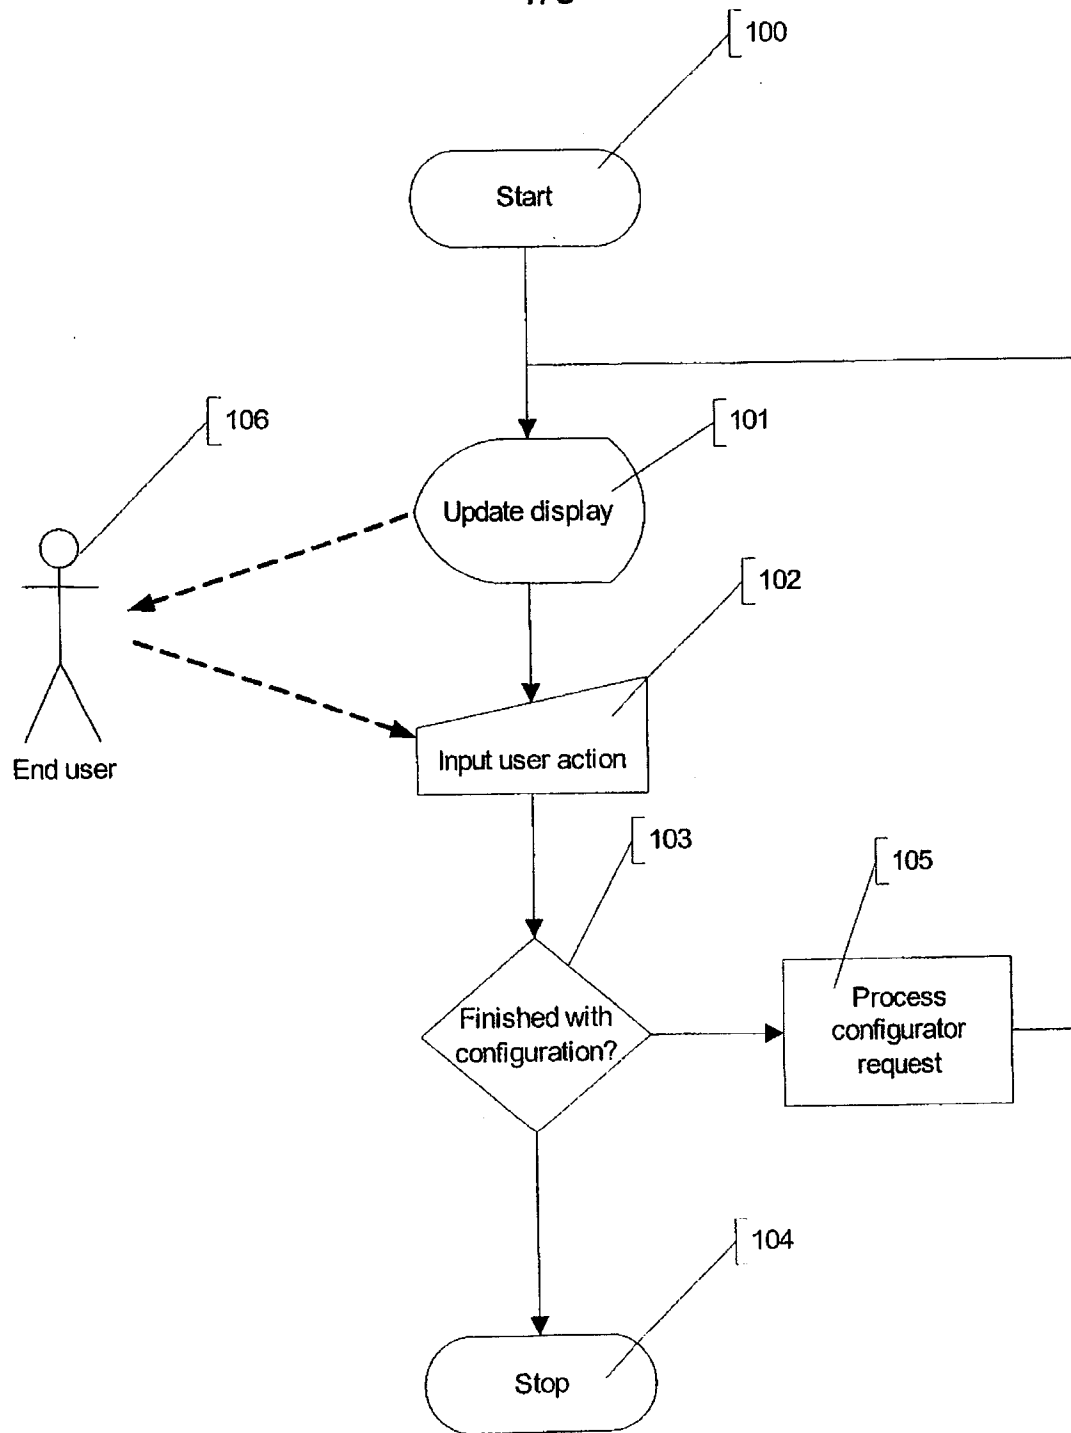 100
Start
106
101
Update display
102
Input user action
End user
103
105
Finished with
configuration?
Process
configurator
request
104
Stop